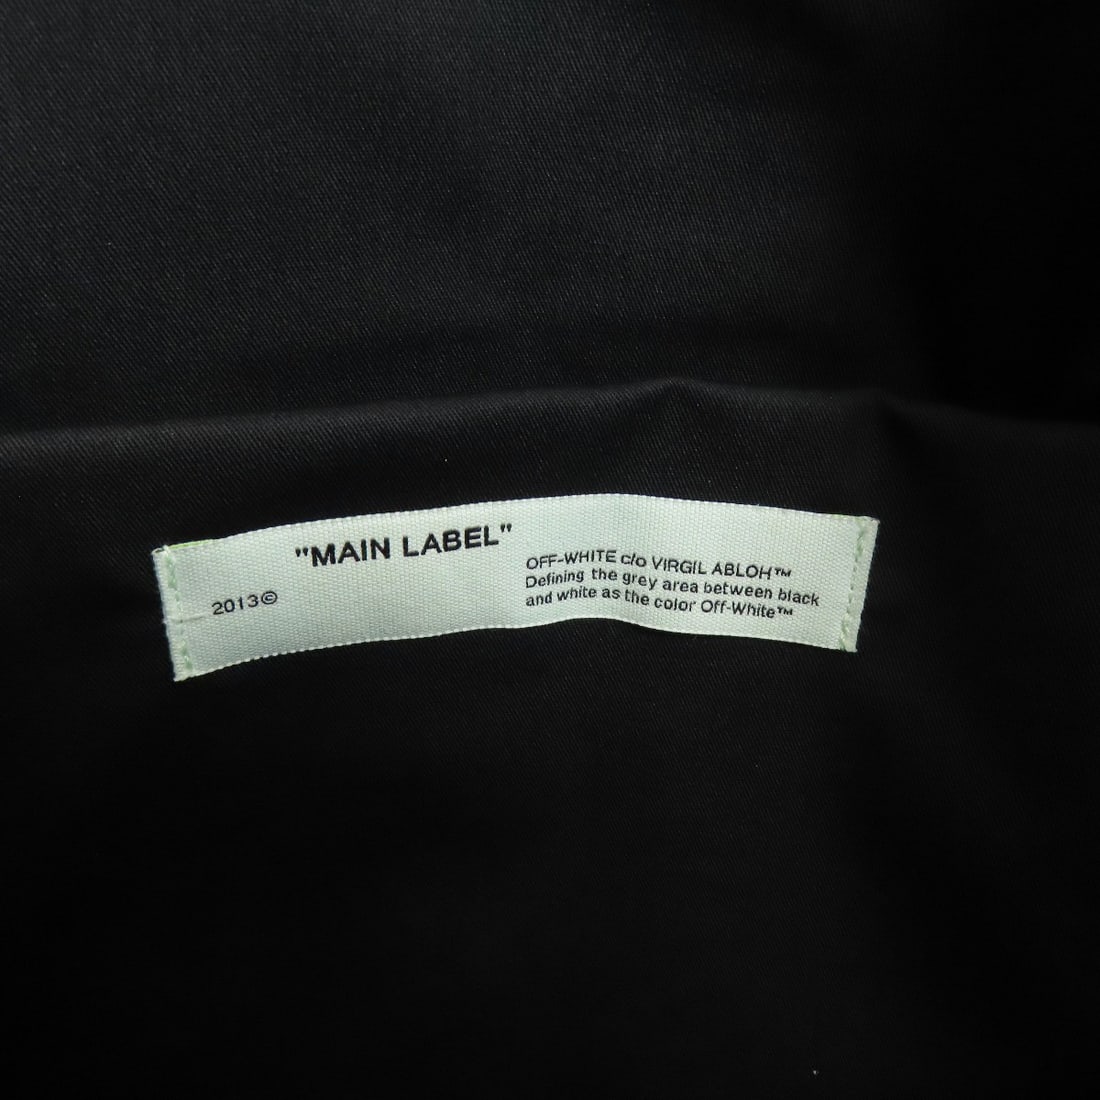 "MAIN LABEL"
2013©
OFF-WHITE c/o VIRGIL ABLOH™
Defining the grey area between black
and white as the color Off-White™